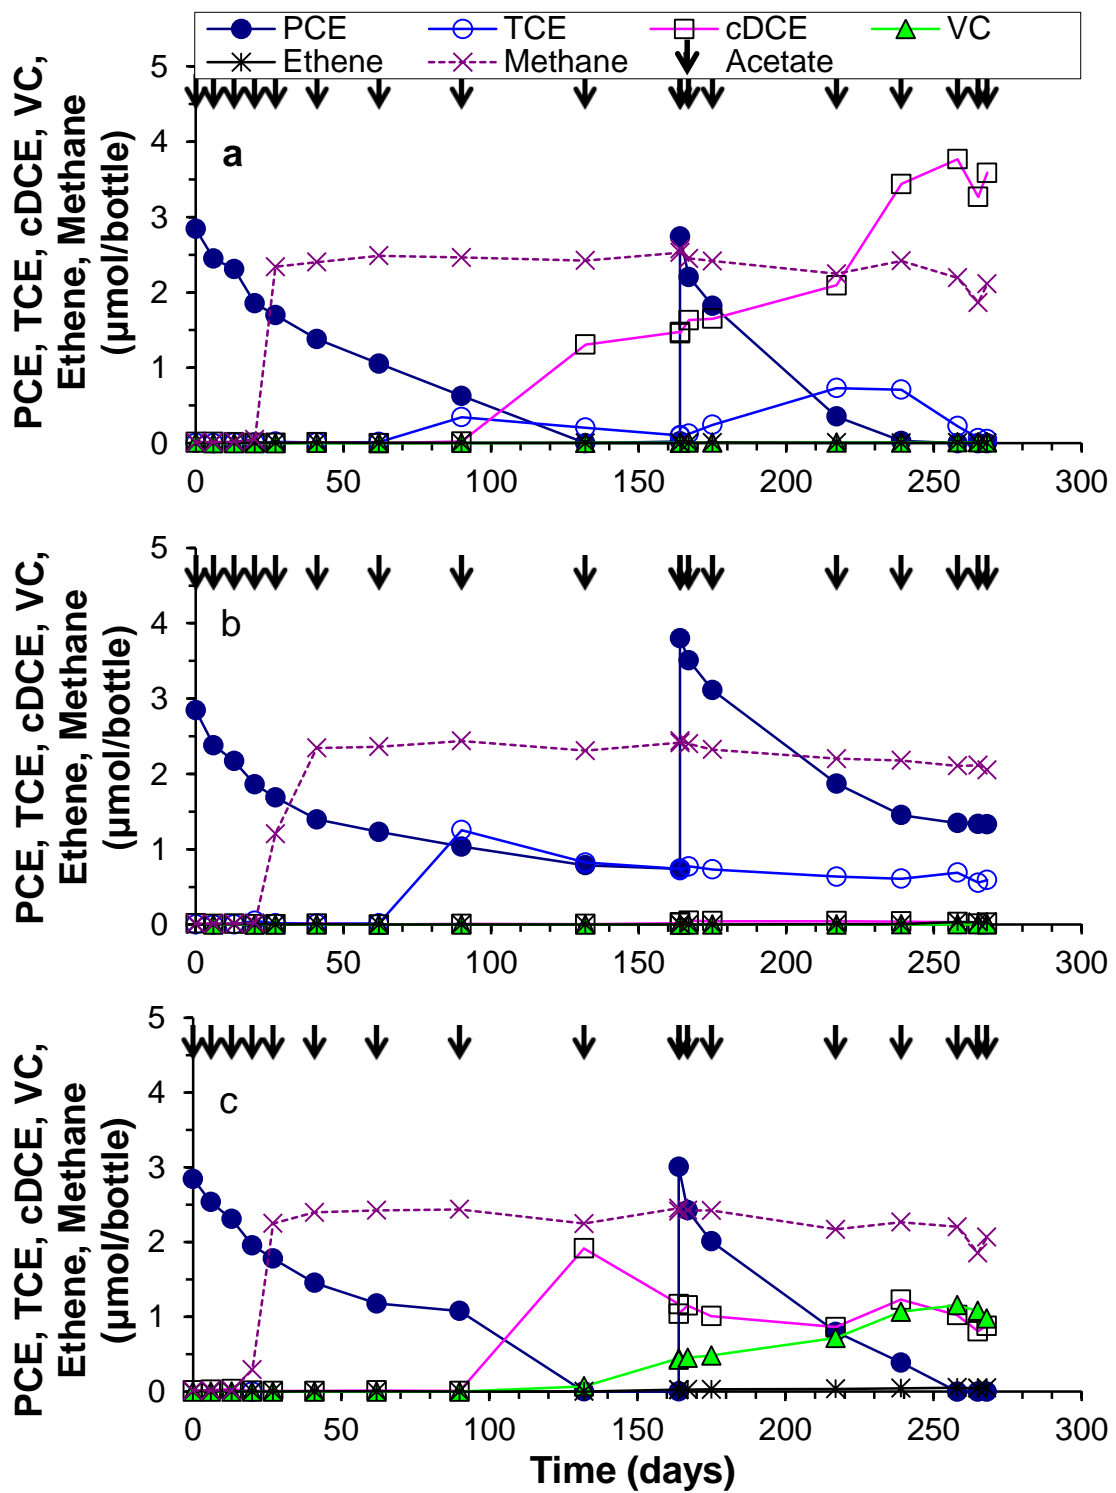 PCE TCE cDCE VC
Ethene Methane Acetate
PCE, TCE, cDCE, VC,
Ethene, Methane
(µmol/bottle)
5
4
3
2
1
0
a
0 50 100 150 200 250 300
PCE, TCE, cDCE, VC,
Ethene, Methane
(µmol/bottle)
5
4
3
2
1
0
b
0 50 100 150 200 250 300
PCE, TCE, cDCE, VC,
Ethene, Methane
(µmol/bottle)
5
4
3
2
1
0
c
0 50 100 150 200 250 300
Time (days)